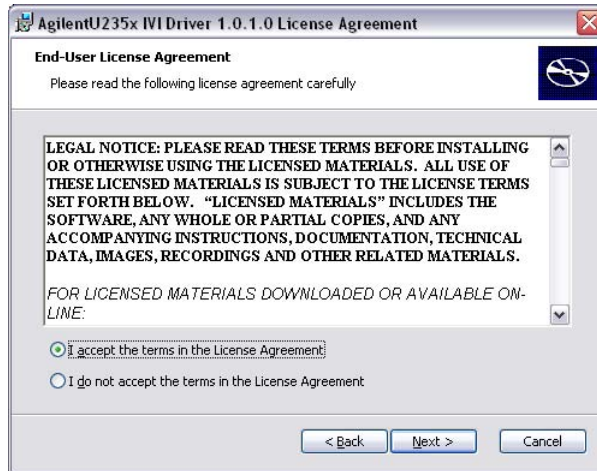 AgilentU235x IVI Driver 1.0.1.0 License Agreement
End-User License Agreement
Please read the following license agreement carefully
LEGAL NOTICE: PLEASE READ THESE TERMS BEFORE INSTALLING
OR OTHERWISE USING THE LICENSED MATERIALS. ALL USE OF
THESE LICENSED MATERIALS IS SUBJECT TO THE LICENSE TERMS
SET FORTH BELOW. “LICENSED MATERIALS” INCLUDES THE
SOFTWARE, ANY WHOLE OR PARTIAL COPIES, AND ANY
ACCOMPANYING INSTRUCTIONS, DOCUMENTATION, TECHNICAL
DATA, IMAGES, RECORDINGS AND OTHER RELATED MATERIALS.
FOR LICENSED MATERIALS DOWNLOADED OR AVAILABLE ON-
LINE:
I accept the terms in the License Agreement
I do not accept the terms in the License Agreement
< Back Next > Cancel